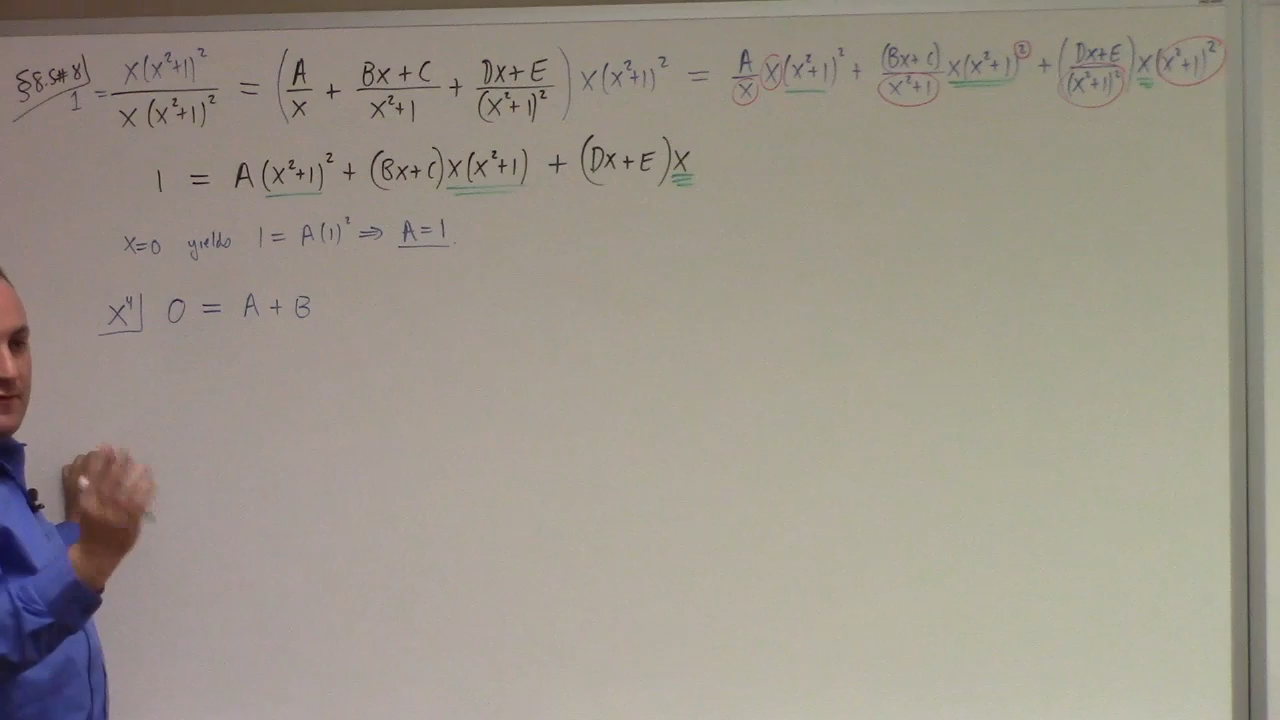 §8.5#8] 1 = x(x²+1)² / x(x²+1)² = (A/x + (Bx+C)/(x²+1) + (Dx+E)/(x²+1)²) x(x²+1)² = A/x x(x²+1)² + (Bx+C)/(x²+1) x(x²+1)² + ((Dx+E)/(x²+1)²) x(x²+1)²
1 = A(x²+1)² + (Bx+C)x(x²+1) + (Dx+E)x
x=0 yields 1 = A(1)² ⇒ A=1.
x⁴] 0 = A + B